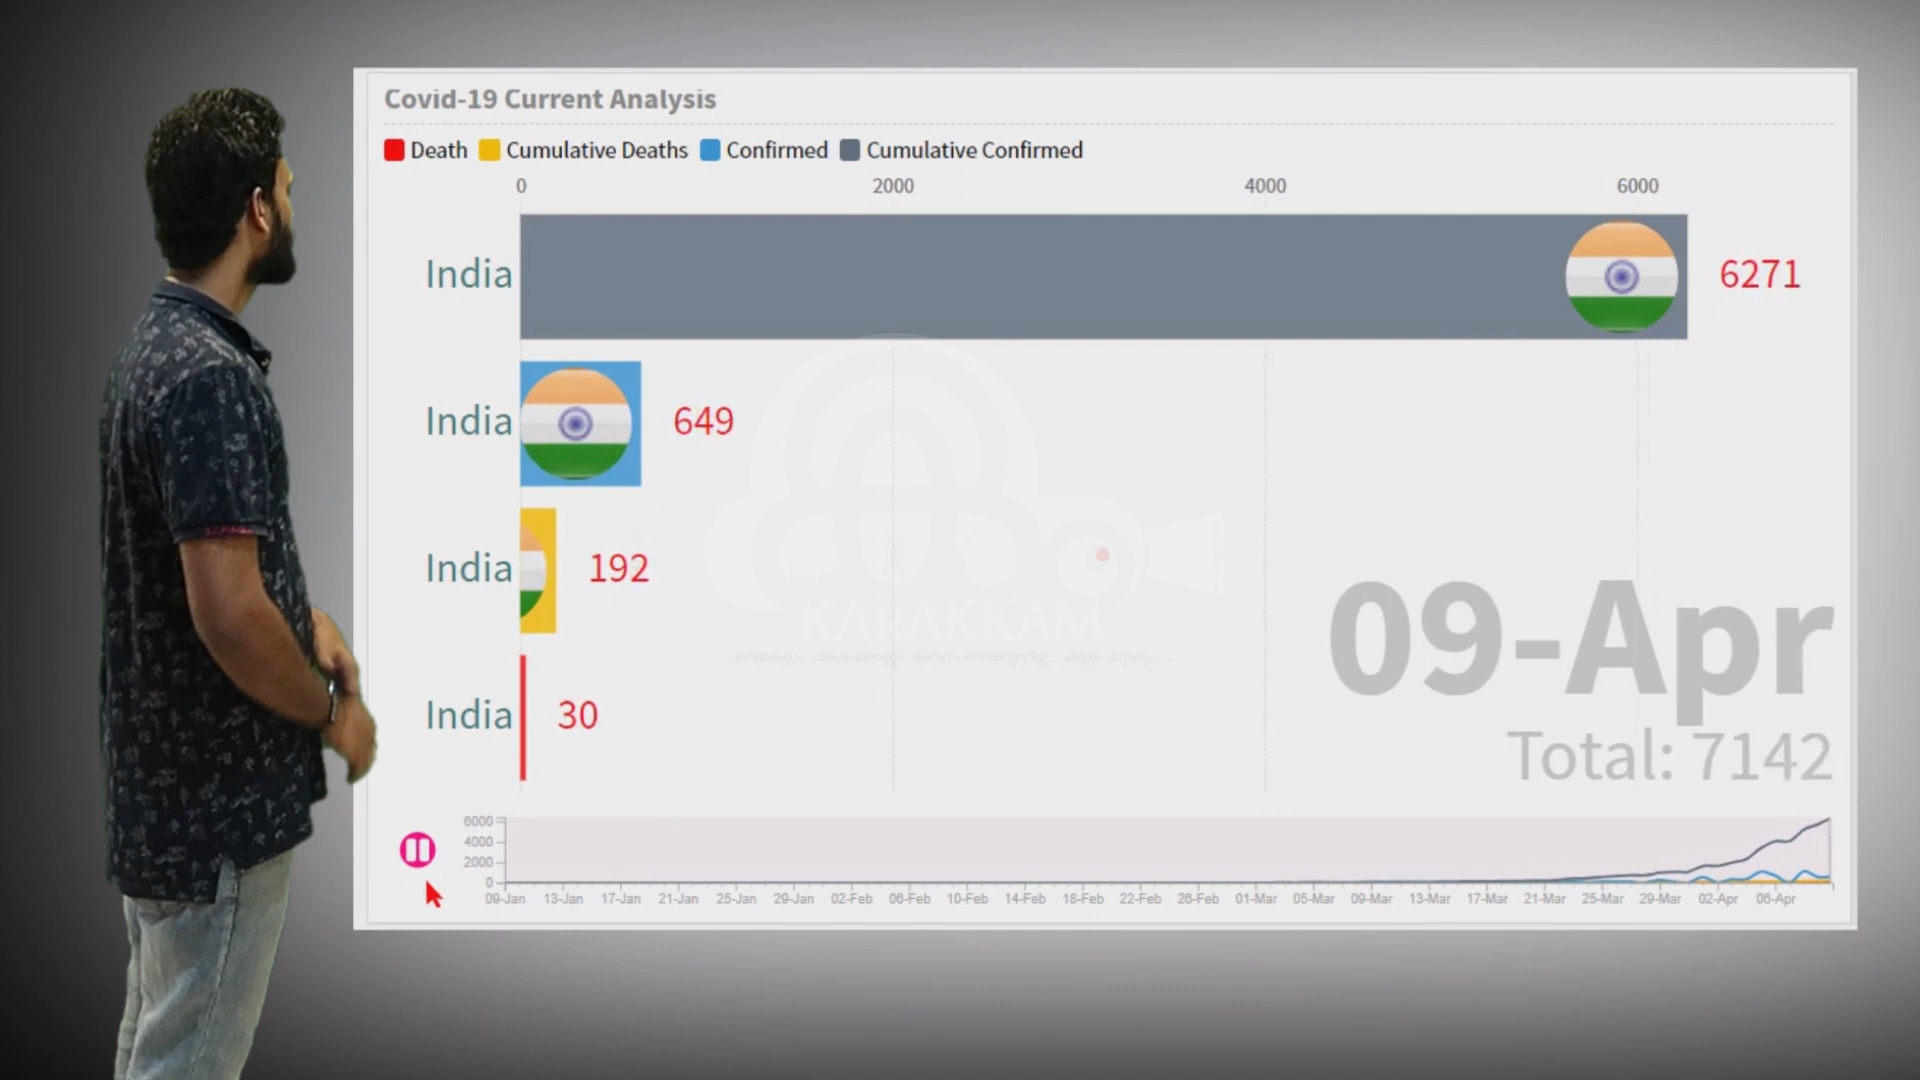 Covid-19 Current Analysis
Death Cumulative Deaths Confirmed Cumulative Confirmed
0 2000 4000 6000
India 6271
India 649
India 192
India 30
KARAKKAM
09-Apr
Total: 7142
6000
4000
2000
0
09-Jan 13-Jan 17-Jan 21-Jan 25-Jan 29-Jan 02-Feb 06-Feb 10-Feb 14-Feb 18-Feb 22-Feb 26-Feb 01-Mar 05-Mar 09-Mar 13-Mar 17-Mar 21-Mar 25-Mar 29-Mar 02-Apr 06-Apr